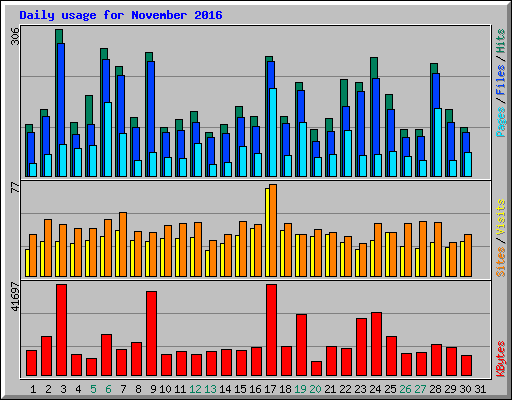 Daily usage for November 2016
306
Pages / Files / Hits
77
Sites / Visits
41697
KBytes
1 2 3 4 5 6 7 8 9 10 11 12 13 14 15 16 17 18 19 20 21 22 23 24 25 26 27 28 29 30 31